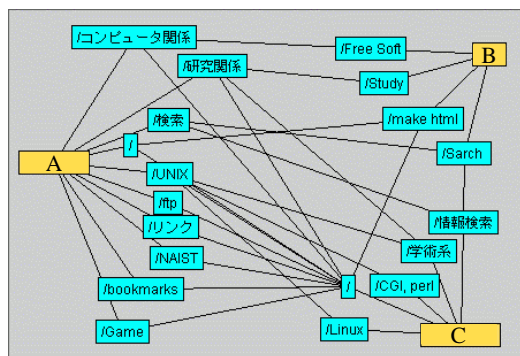 /コンピュータ関係
/Free Soft
B
/研究関係
/Study
/検索
/make html
/
/Sarch
A
/UNIX
/ftp
/情報検索
/リンク
/学術系
/NAIST
/bookmarks
/
/CGI, perl
/Game
/Linux
C